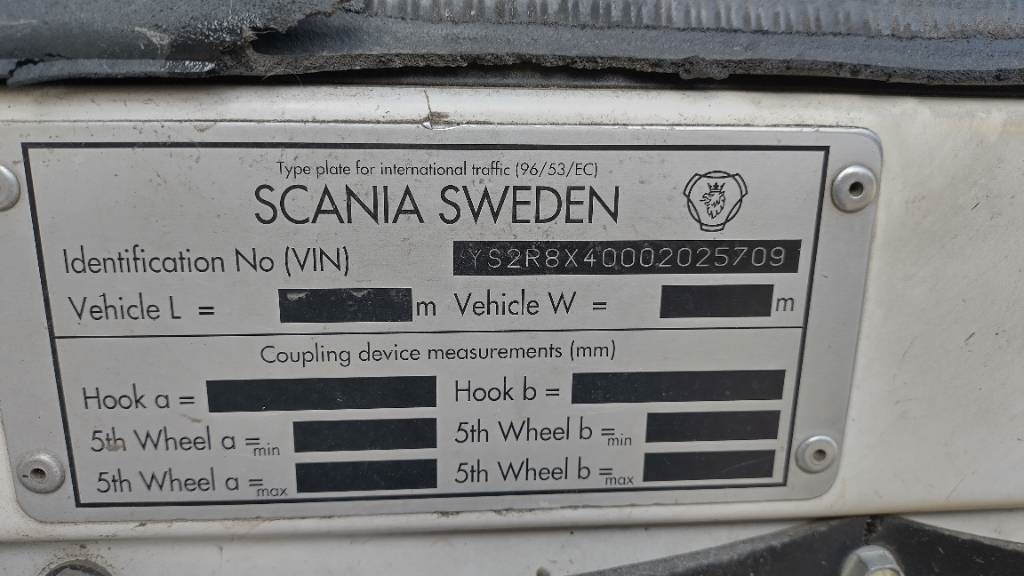 Type plate for international traffic (96/53/EC)
SCANIA SWEDEN
Identification No (VIN) YS2R8X40002025709
Vehicle L = m Vehicle W = m
Coupling device measurements (mm)
Hook a = Hook b =
5th Wheel a =min 5th Wheel b =min
5th Wheel a =max 5th Wheel b =max